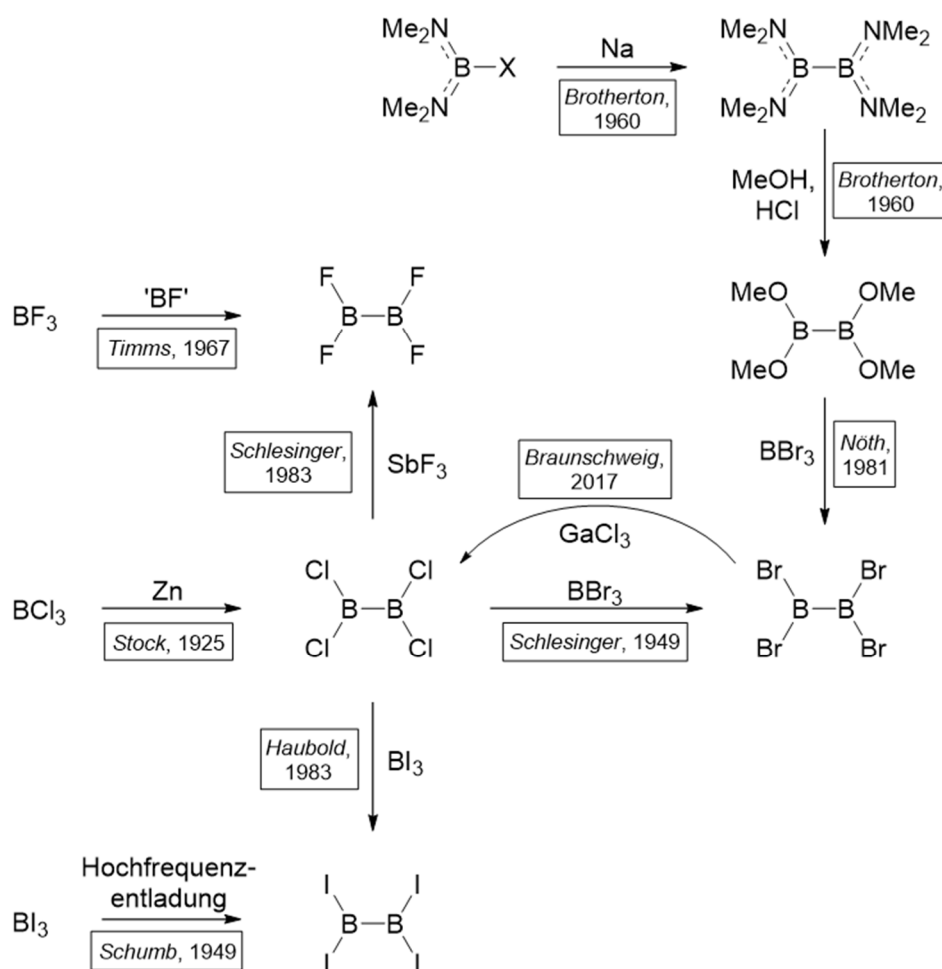 Me₂N
B–X
Me₂N
Na
Brotherton,
1960
Me₂N NMe₂
B–B
Me₂N NMe₂
MeOH,
HCl
Brotherton,
1960
BF₃
'BF'
Timms, 1967
F F
B–B
F F
MeO OMe
B–B
MeO OMe
Schlesinger,
1983
SbF₃
Braunschweig,
2017
GaCl₃
BBr₃
Nöth,
1981
BCl₃
Zn
Stock, 1925
Cl Cl
B–B
Cl Cl
BBr₃
Schlesinger, 1949
Br Br
B–B
Br Br
Haubold,
1983
BI₃
BI₃
Hochfrequenz-
entladung
Schumb, 1949
I I
B–B
I I